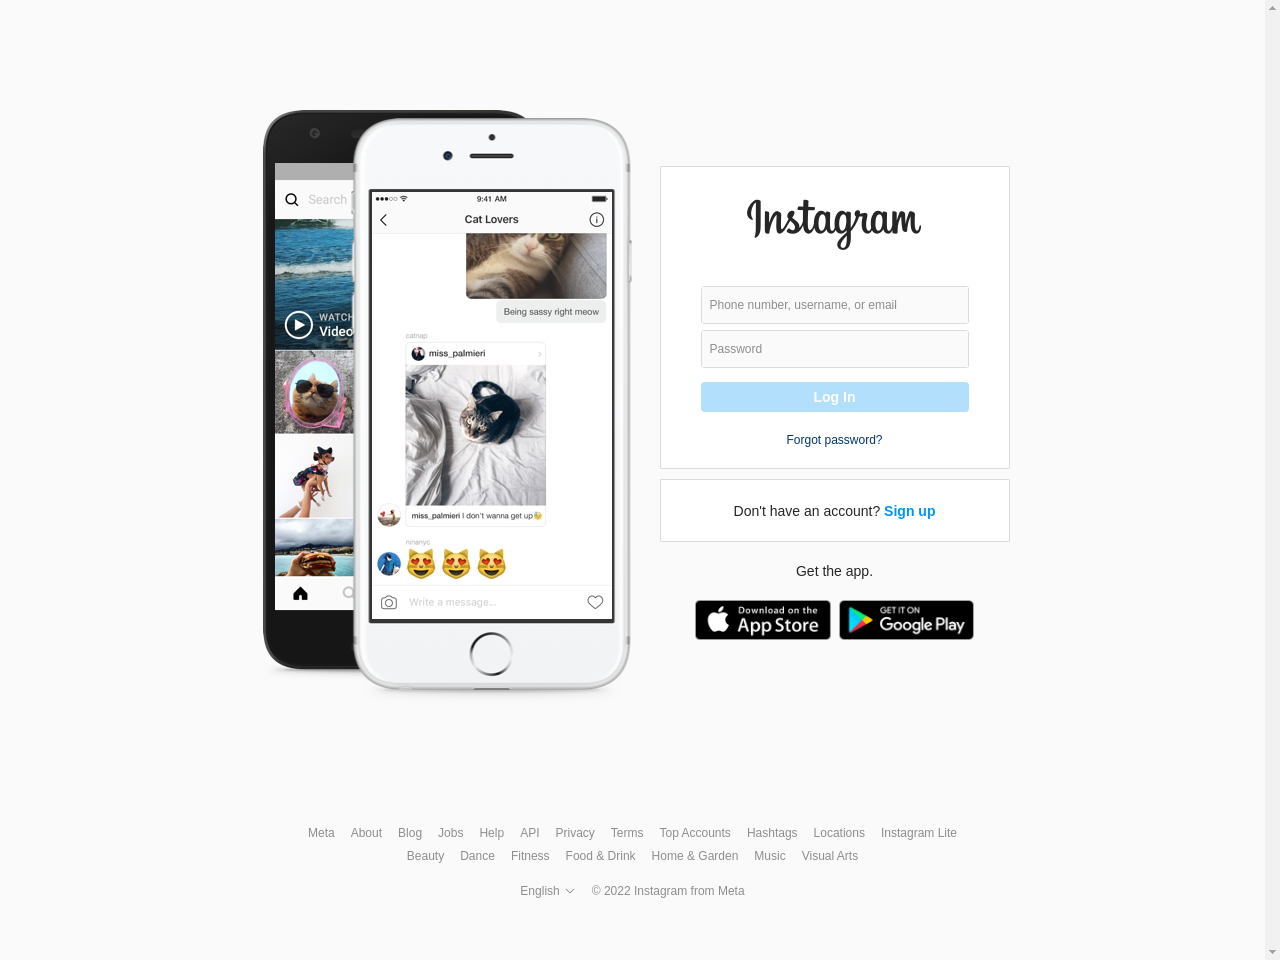 Search
WATCH
Video
9:41 AM
Cat Lovers
Being sassy right meow
catnap
miss_palmieri
miss_palmieri I don't wanna get up
ninanyc
Write a message...
Instagram
Phone number, username, or email
Password
Log In
Forgot password?
Don't have an account? Sign up
Get the app.
Download on the
App Store
GET IT ON
Google Play
Meta About Blog Jobs Help API Privacy Terms Top Accounts Hashtags Locations Instagram Lite
Beauty Dance Fitness Food & Drink Home & Garden Music Visual Arts
English © 2022 Instagram from Meta